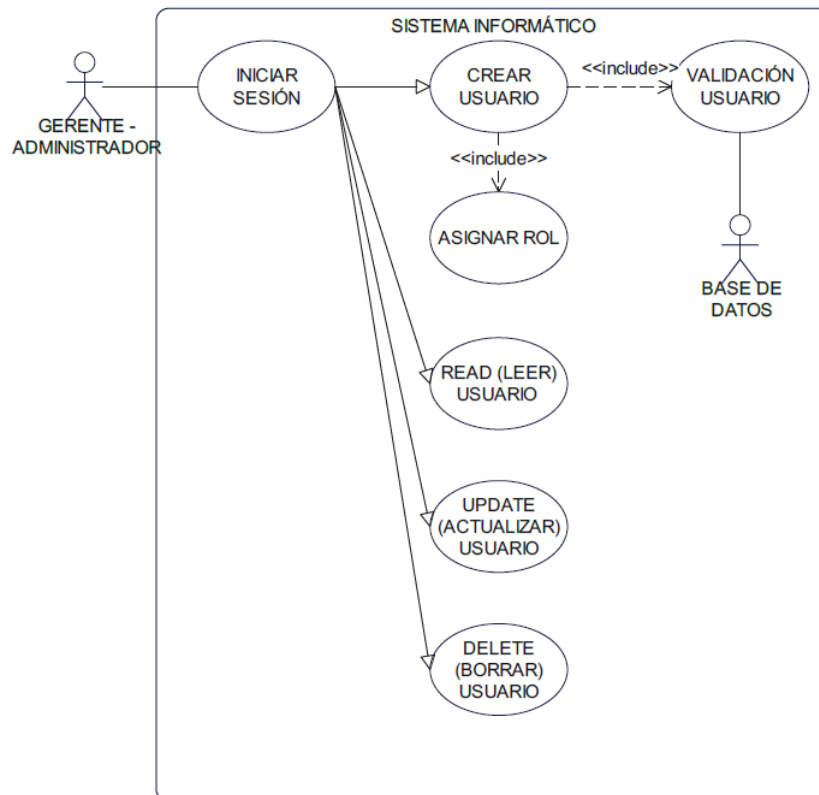 SISTEMA INFORMÁTICO
INICIAR
SESIÓN
CREAR
USUARIO
<<include>>
VALIDACIÓN
USUARIO
GERENTE -
ADMINISTRADOR
<<include>>
ASIGNAR ROL
BASE DE
DATOS
READ (LEER)
USUARIO
UPDATE
(ACTUALIZAR)
USUARIO
DELETE
(BORRAR)
USUARIO